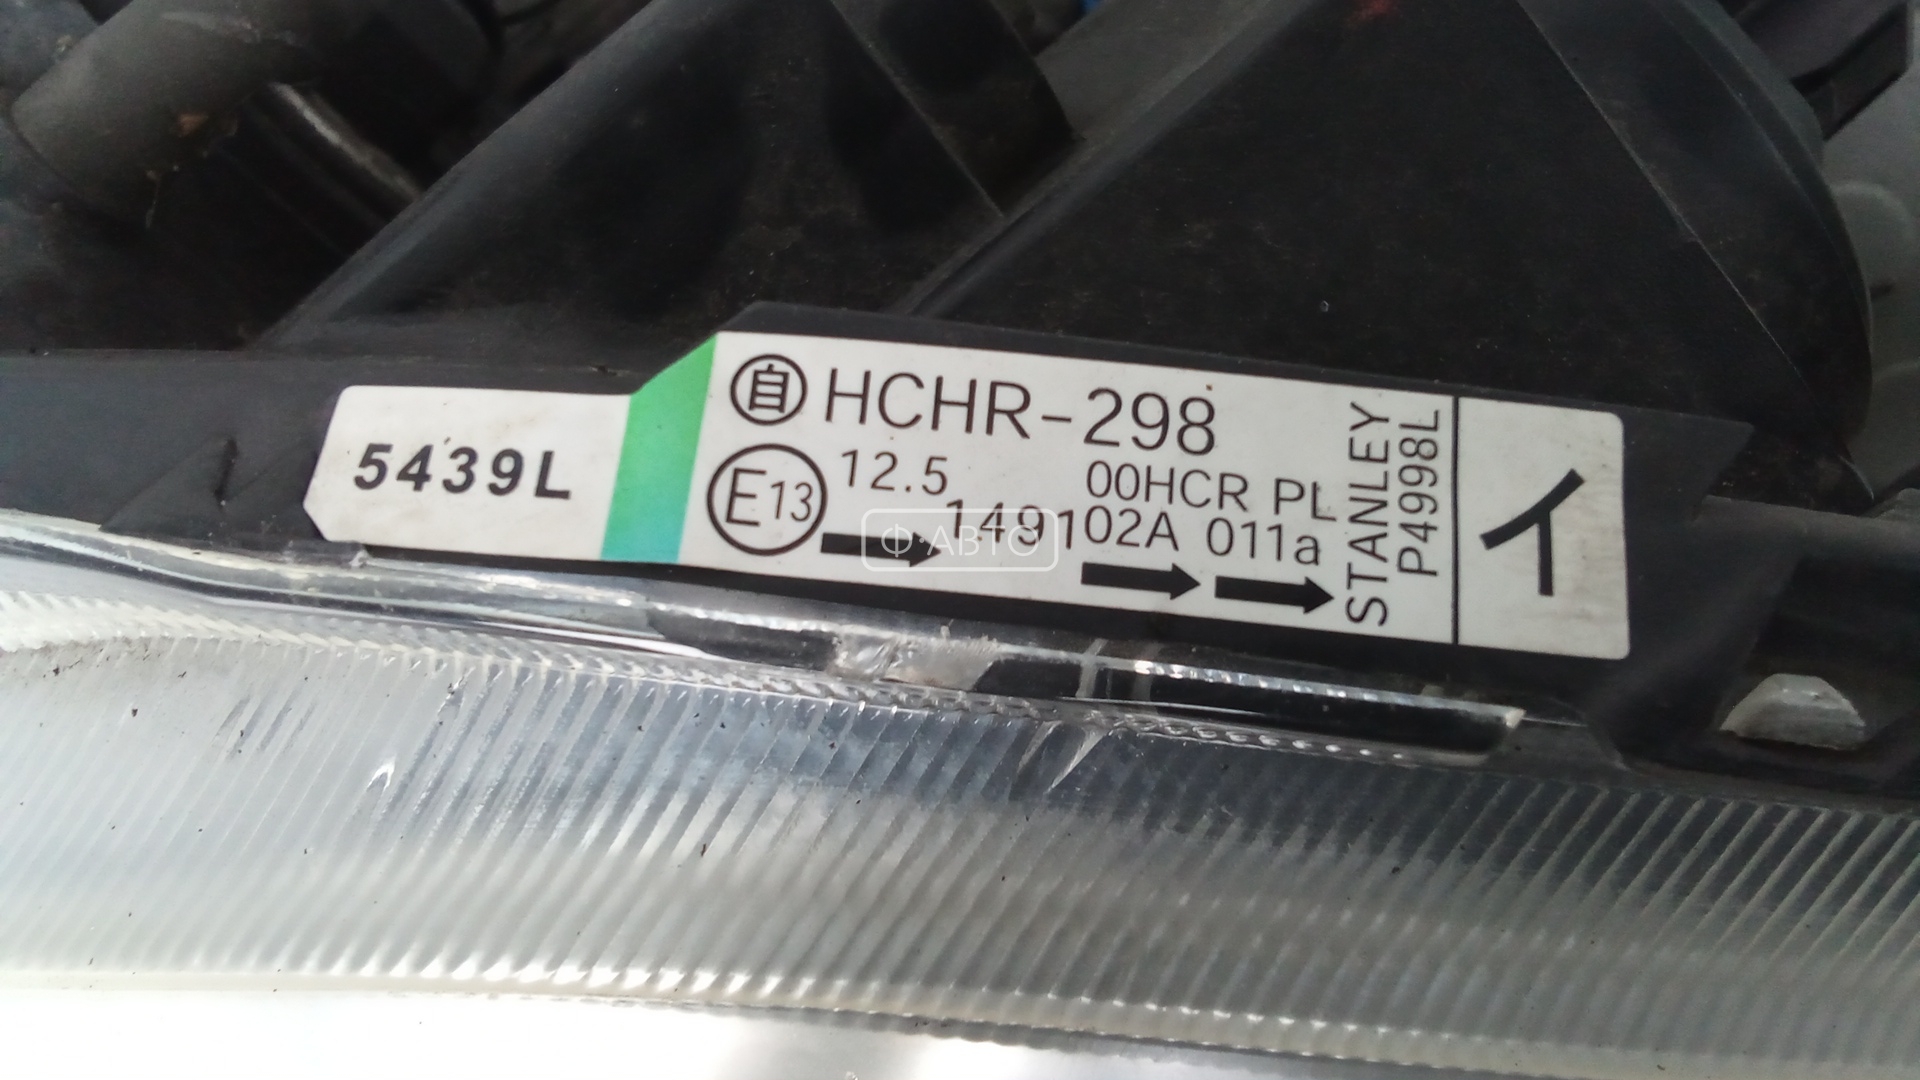 5439L
自 HCHR-298
E13 12.5 00HCR PL
149102A 011a
STANLEY
P4998L
イ
Ф·АВТО